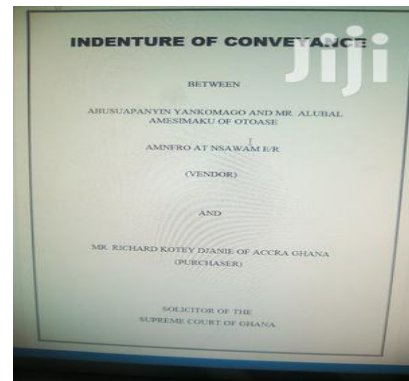 Jiji
INDENTURE OF CONVEYANCE
BETWEEN
ABUSUAPANYIN YANKOMAGO AND MR. ALUBAL
AMESIMAKU OF OTOASE
AMNFRO AT NSAWAM E/R
(VENDOR)
AND
MR. RICHARD KOTEY DJANIE OF ACCRA GHANA
(PURCHASER)
SOLICITOR OF THE
SUPREME COURT OF GHANA